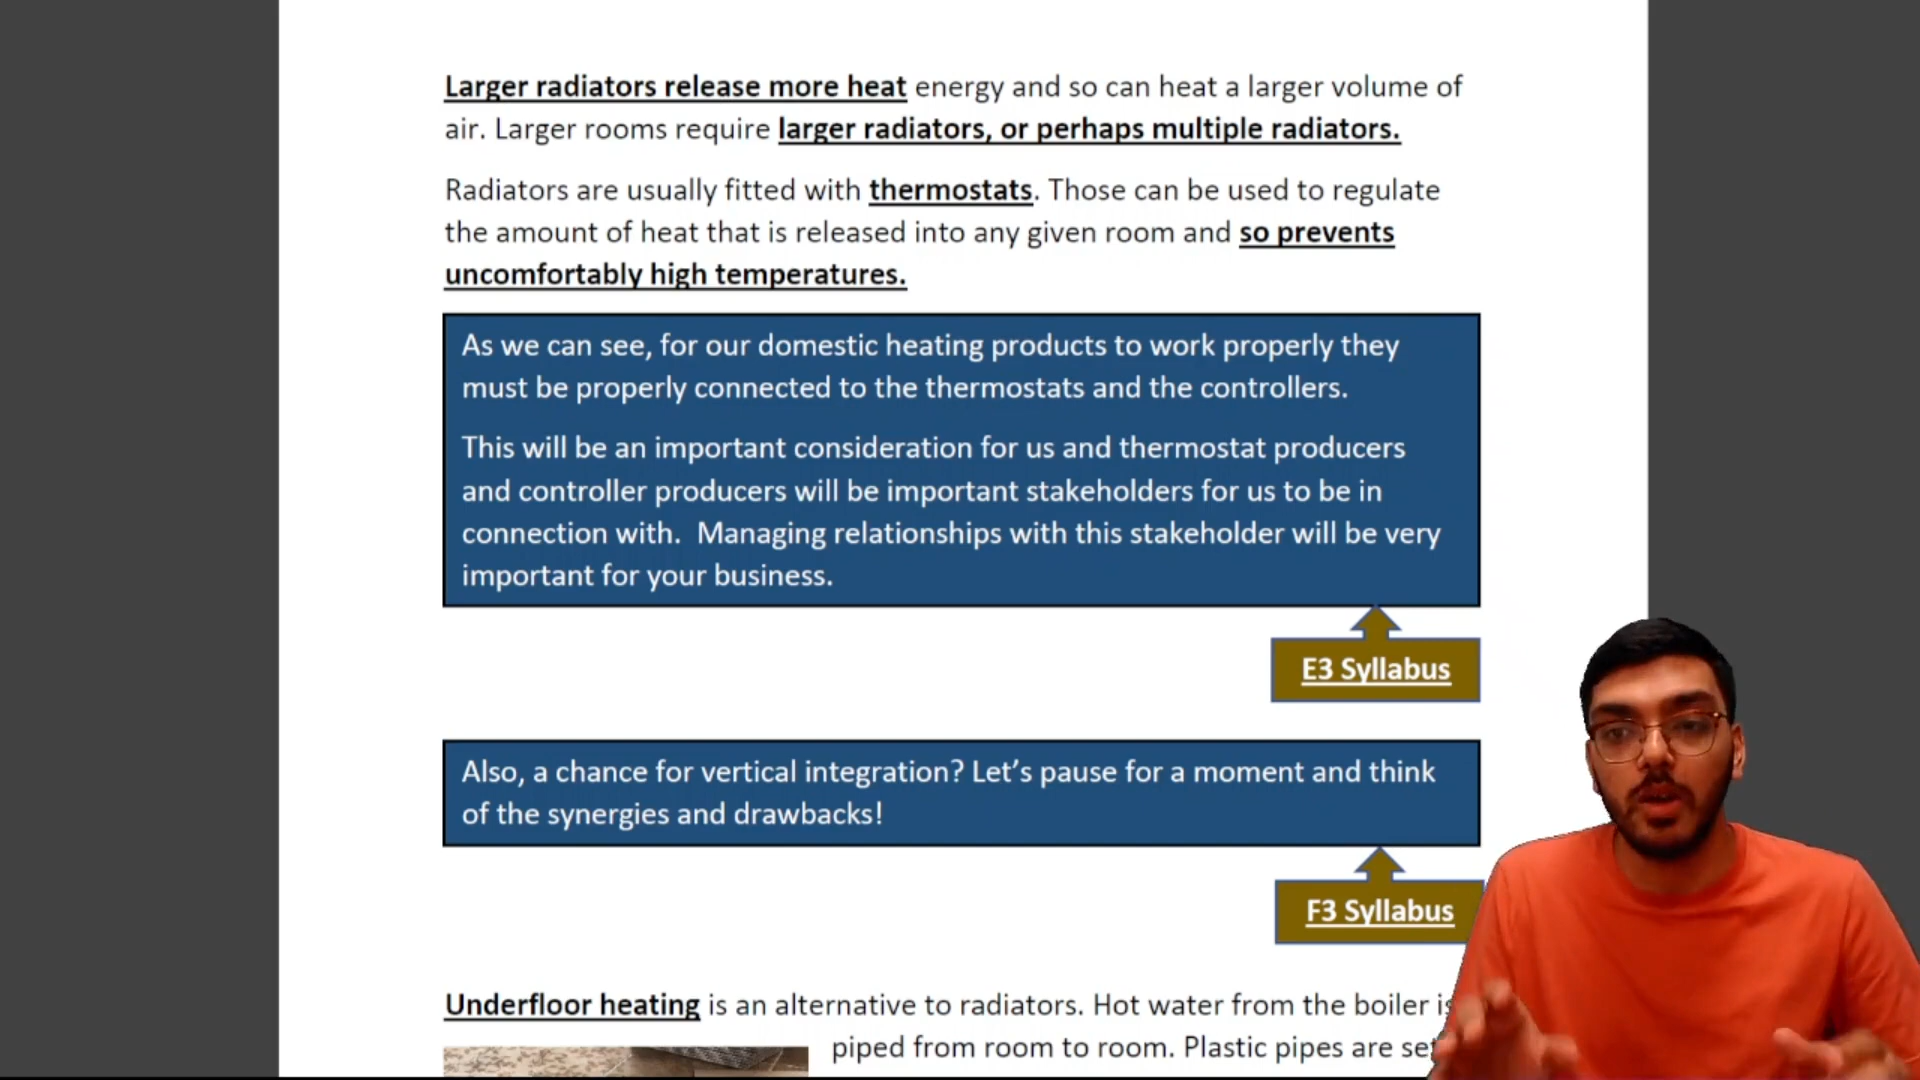 Larger radiators release more heat energy and so can heat a larger volume of
air. Larger rooms require larger radiators, or perhaps multiple radiators.
Radiators are usually fitted with thermostats. Those can be used to regulate
the amount of heat that is released into any given room and so prevents
uncomfortably high temperatures.
As we can see, for our domestic heating products to work properly they
must be properly connected to the thermostats and the controllers.
This will be an important consideration for us and thermostat producers
and controller producers will be important stakeholders for us to be in
connection with.  Managing relationships with this stakeholder will be very
important for your business.
E3 Syllabus
Also, a chance for vertical integration? Let's pause for a moment and think
of the synergies and drawbacks!
F3 Syllabus
Underfloor heating is an alternative to radiators. Hot water from the boiler is
piped from room to room. Plastic pipes are set